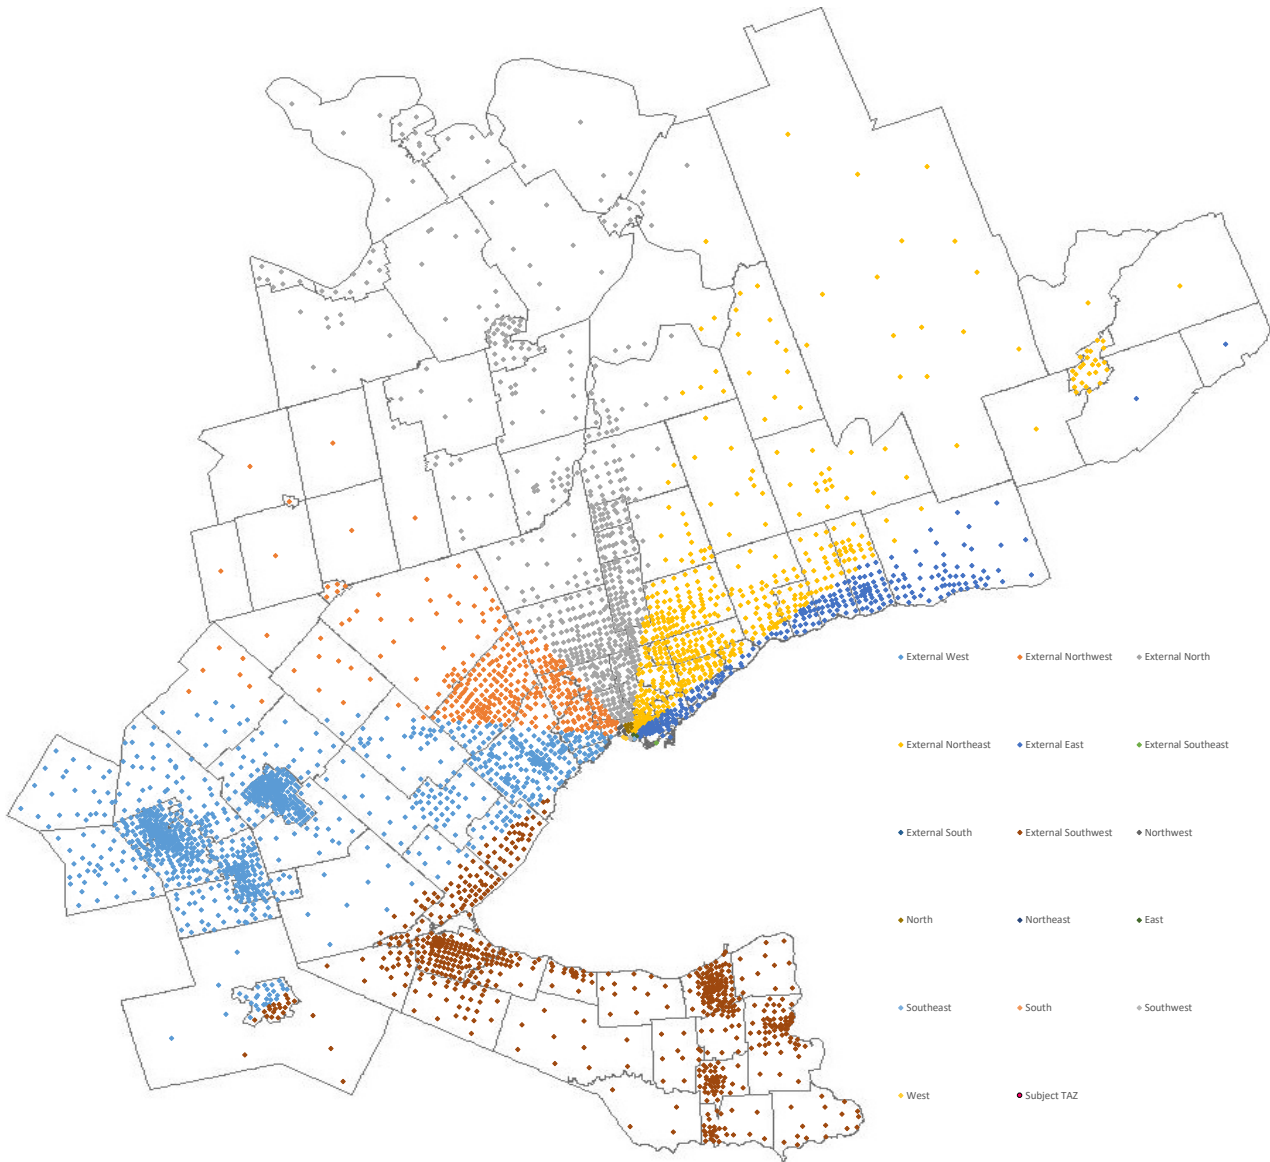 External West External Northwest External North
External Northeast External East External Southeast
External South External Southwest Northwest
North Northeast East
Southeast South Southwest
West Subject TAZ